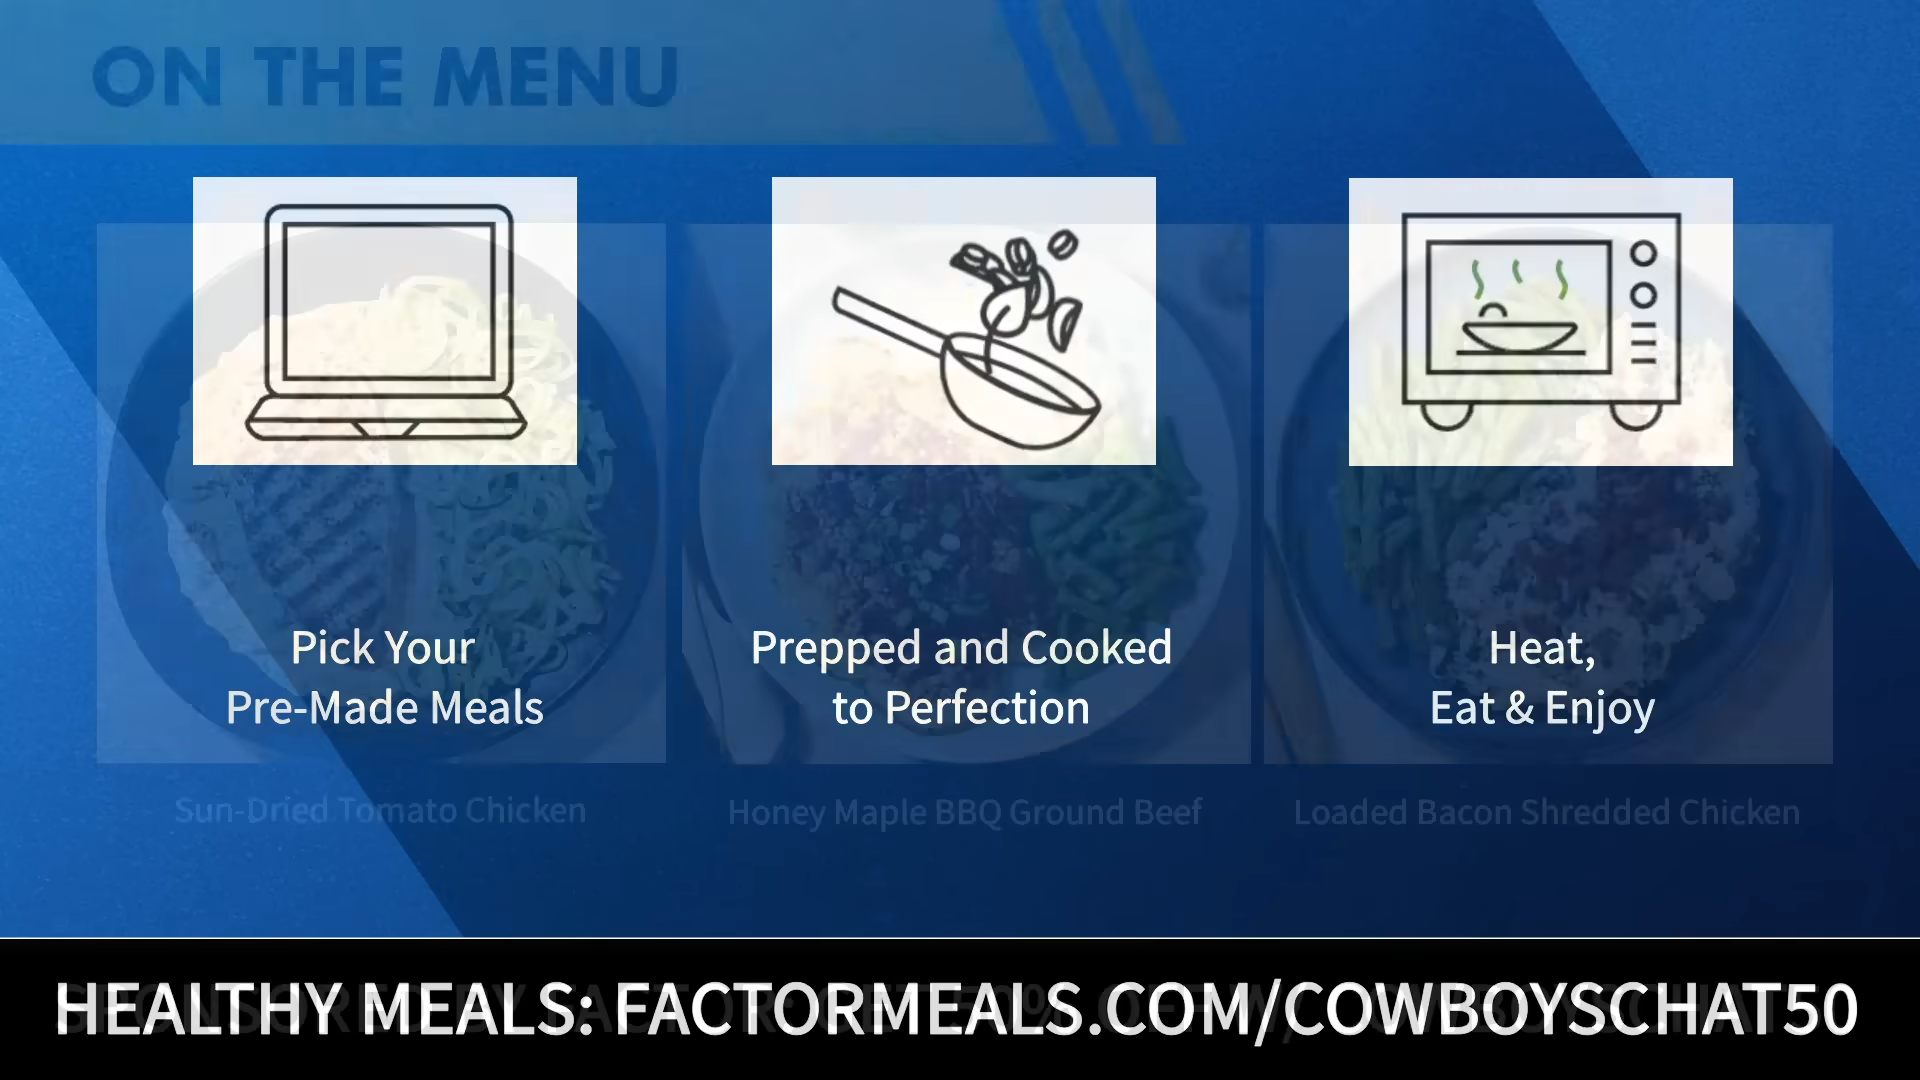 ON THE MENU
Pick Your
Pre-Made Meals
Prepped and Cooked
to Perfection
Heat,
Eat & Enjoy
Sun-Dried Tomato Chicken
Honey Maple BBQ Ground Beef
Loaded Bacon Shredded Chicken
HEALTHY MEALS: FACTORMEALS.COM/COWBOYSCHAT50